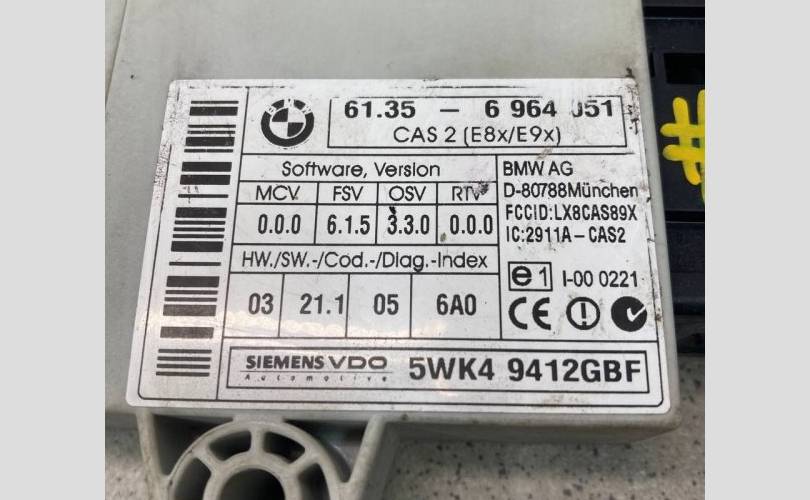 BMW
61.35 - 6 964 051
CAS 2 (E8x/E9x)
Software, Version
MCV FSV OSV RTV
0.0.0 6.1.5 3.3.0 0.0.0
HW./SW.-/Cod.-/Diag.-Index
03 21.1 05 6A0
BMW AG
D-80788München
FCCID:LX8CAS89X
IC:2911A-CAS2
e1 I-00 0221
CE
SIEMENS VDO
Automotive
5WK4 9412GBF
#